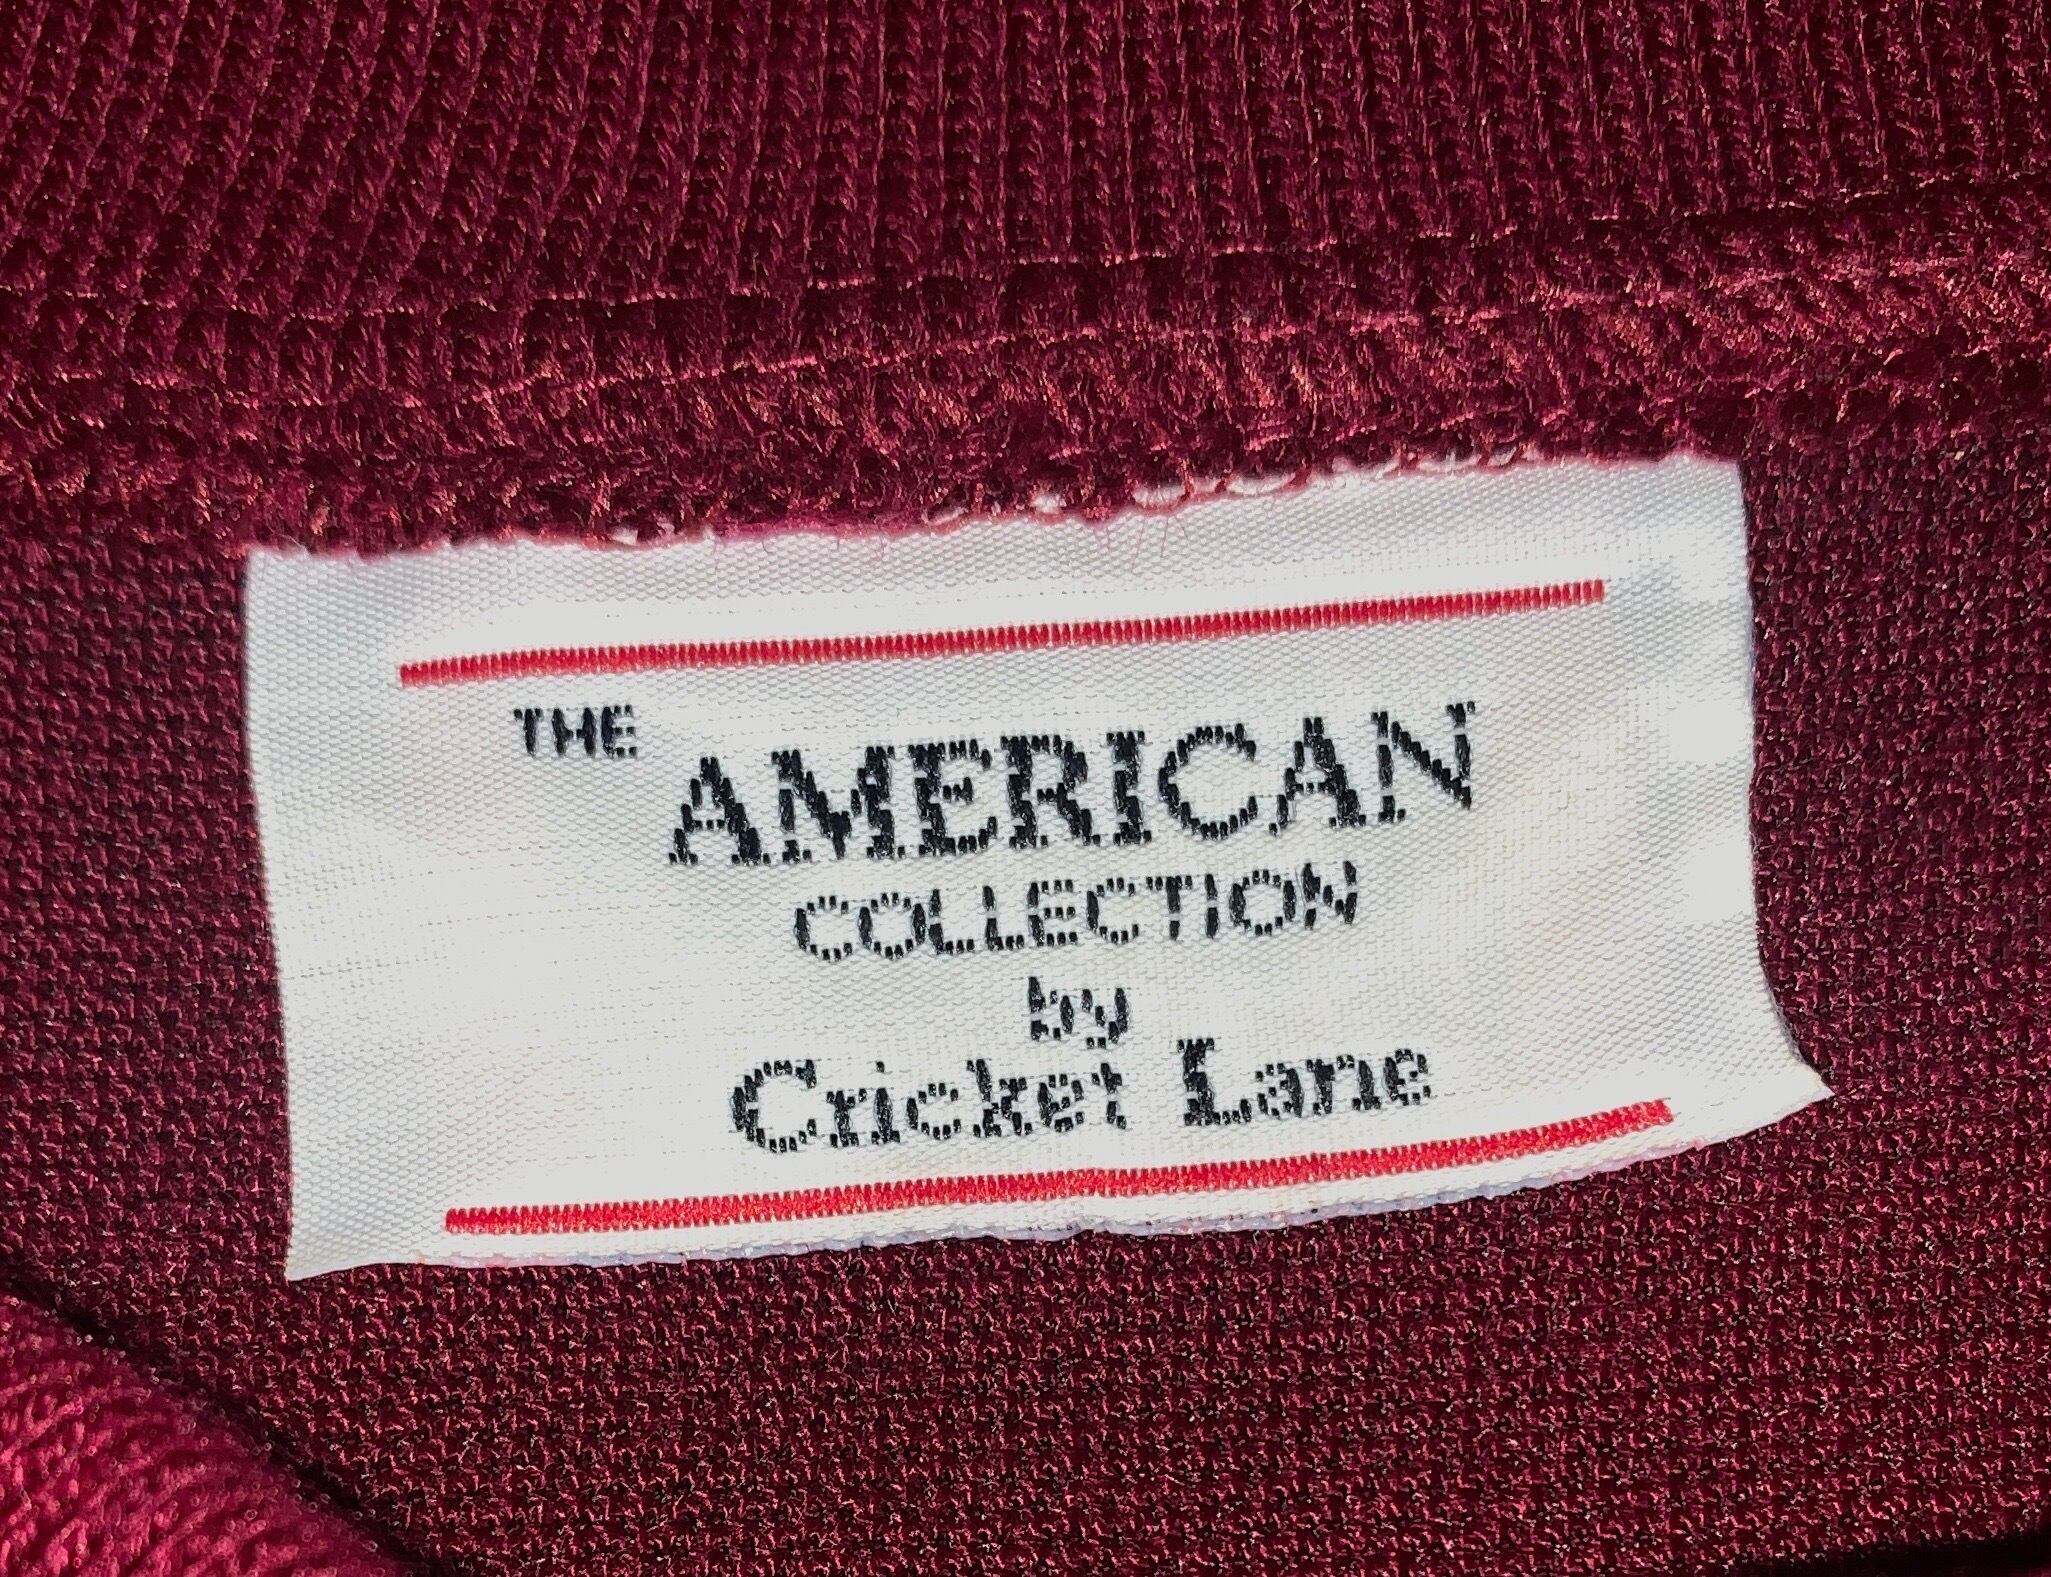 THE AMERICAN
COLLECTION
by
Cricket Lane